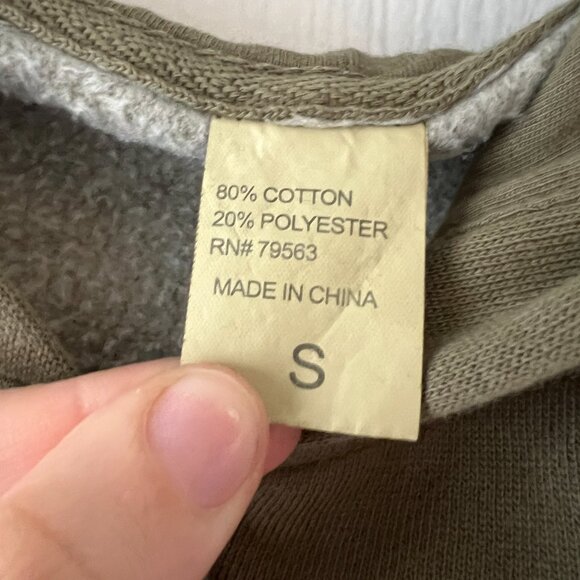 80% COTTON
20% POLYESTER
RN# 79563
MADE IN CHINA
S